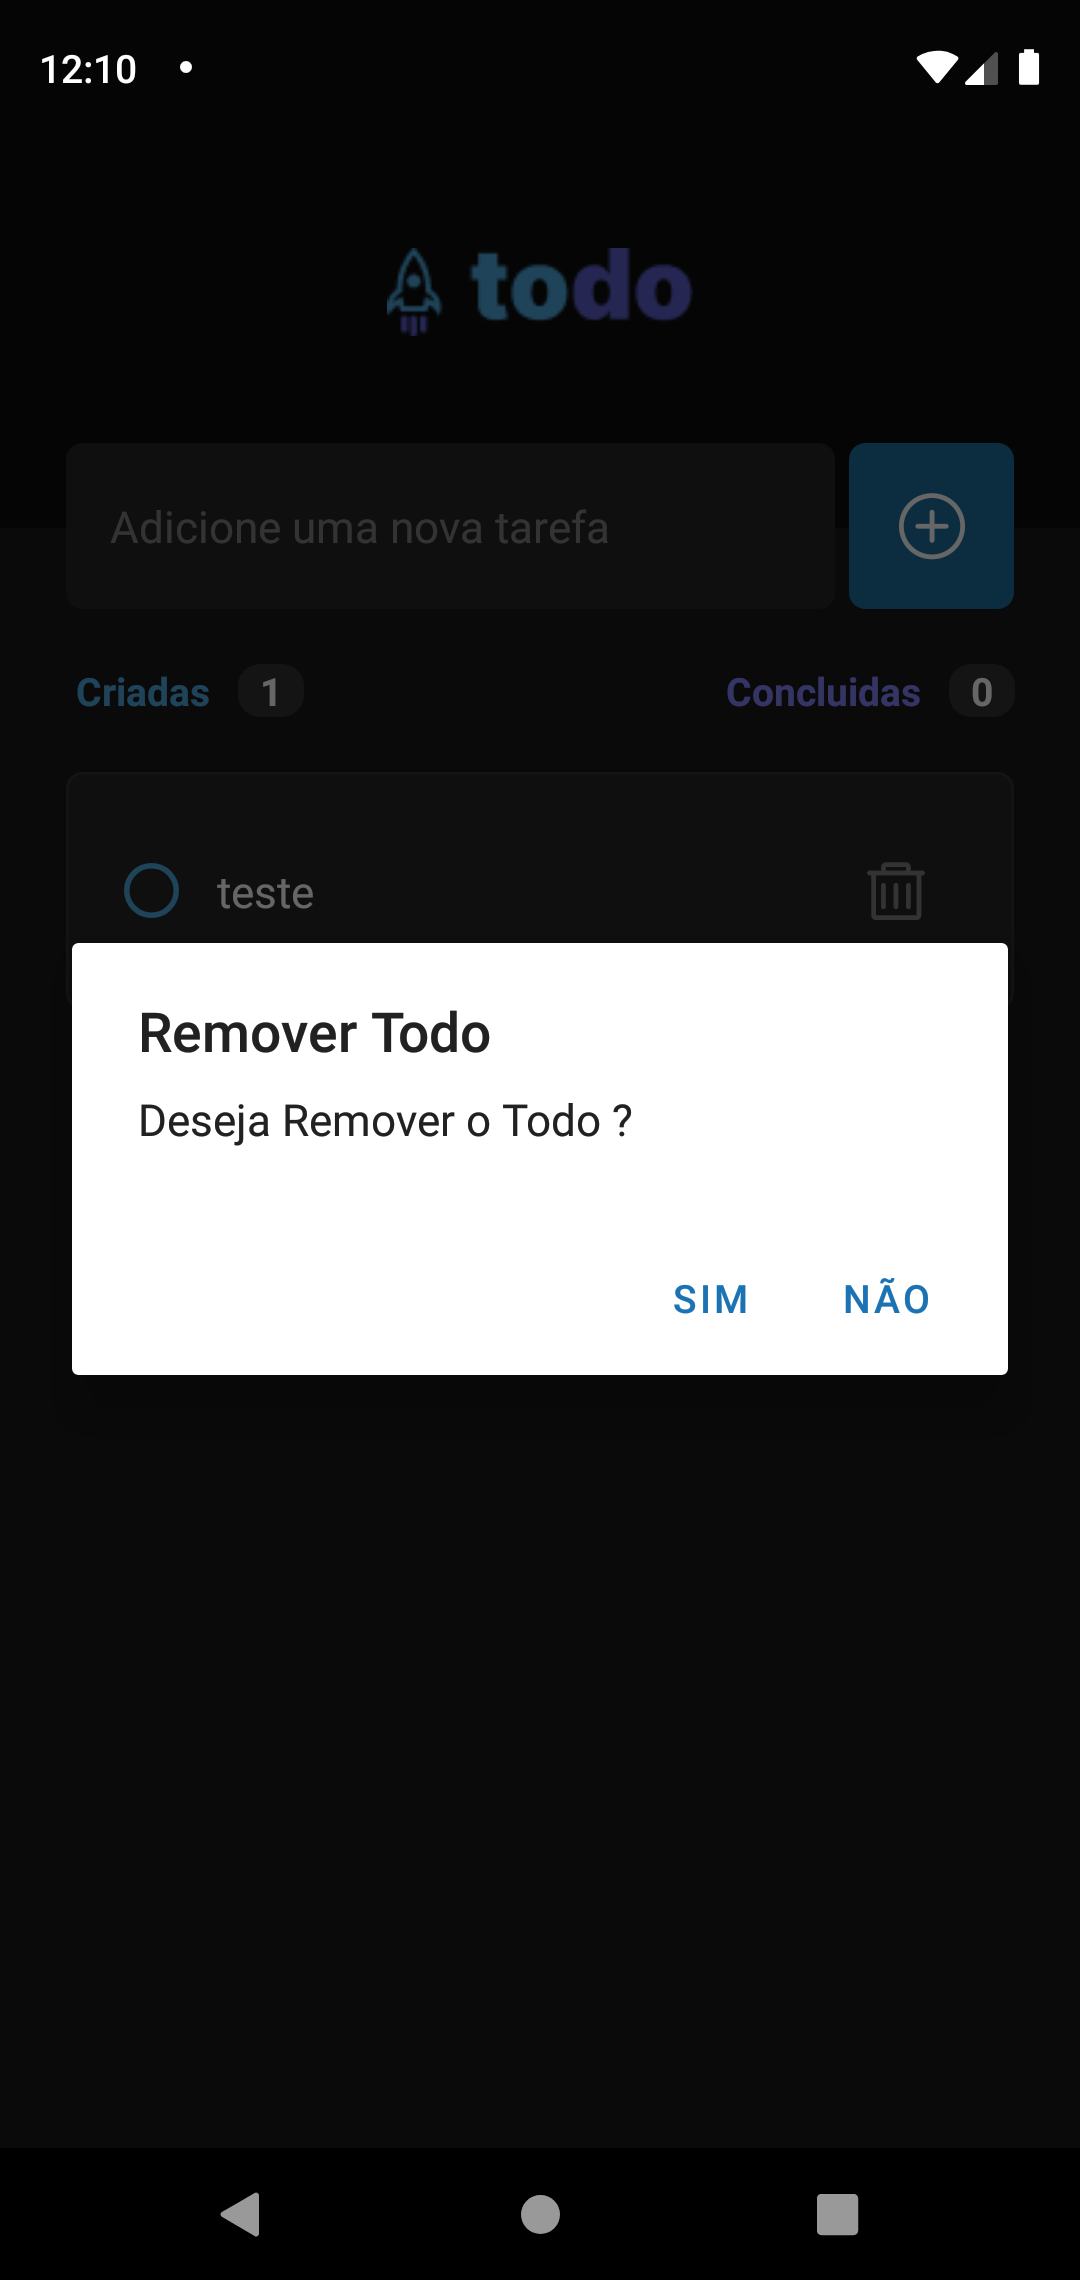 12:10
todo
Adicione uma nova tarefa
Criadas 1 Concluidas 0
teste
Remover Todo
Deseja Remover o Todo ?
SIM NÃO